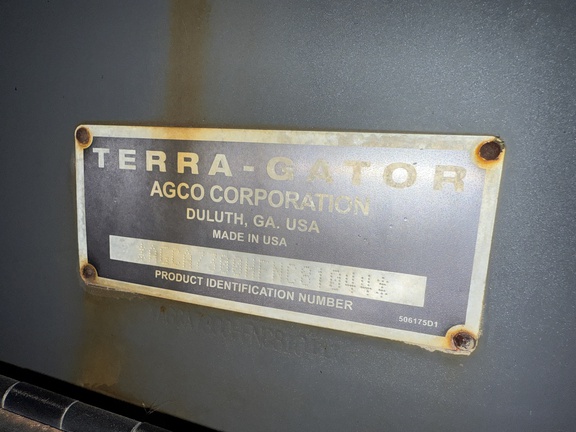 TERRA-GATOR
AGCO CORPORATION
DULUTH, GA. USA
MADE IN USA
PRODUCT IDENTIFICATION NUMBER
506175D1